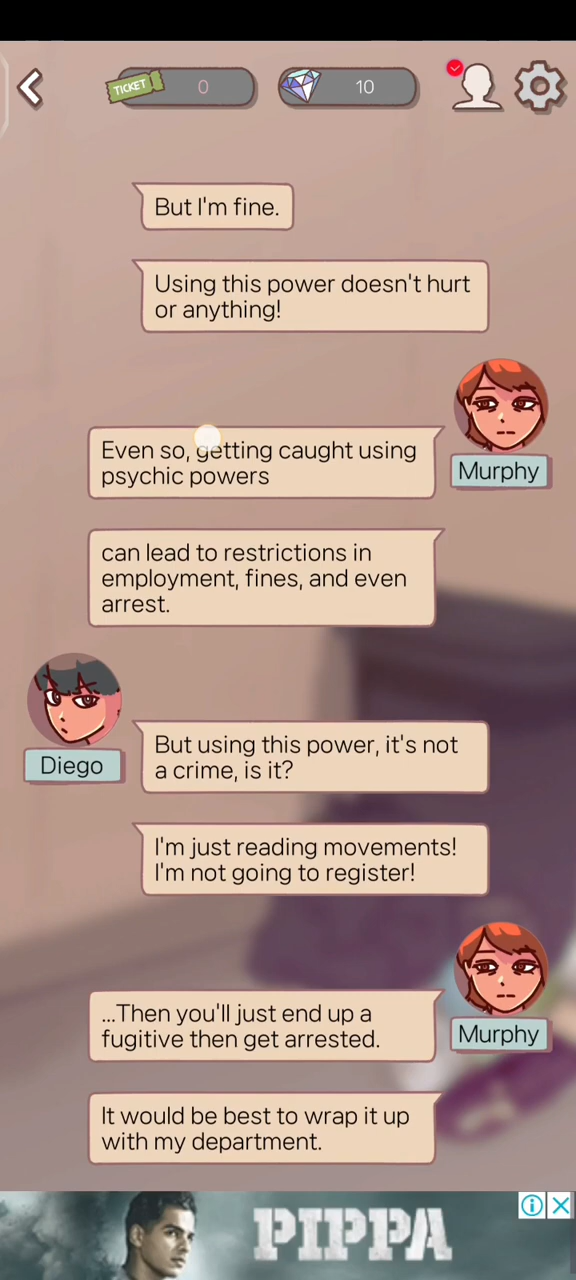 TICKET
0
10
But I'm fine.
Using this power doesn't hurt
or anything!
Even so, getting caught using
psychic powers
Murphy
can lead to restrictions in
employment, fines, and even
arrest.
But using this power, it's not
a crime, is it?
Diego
I'm just reading movements!
I'm not going to register!
...Then you'll just end up a
fugitive then get arrested.
Murphy
It would be best to wrap it up
with my department.
PIPPA